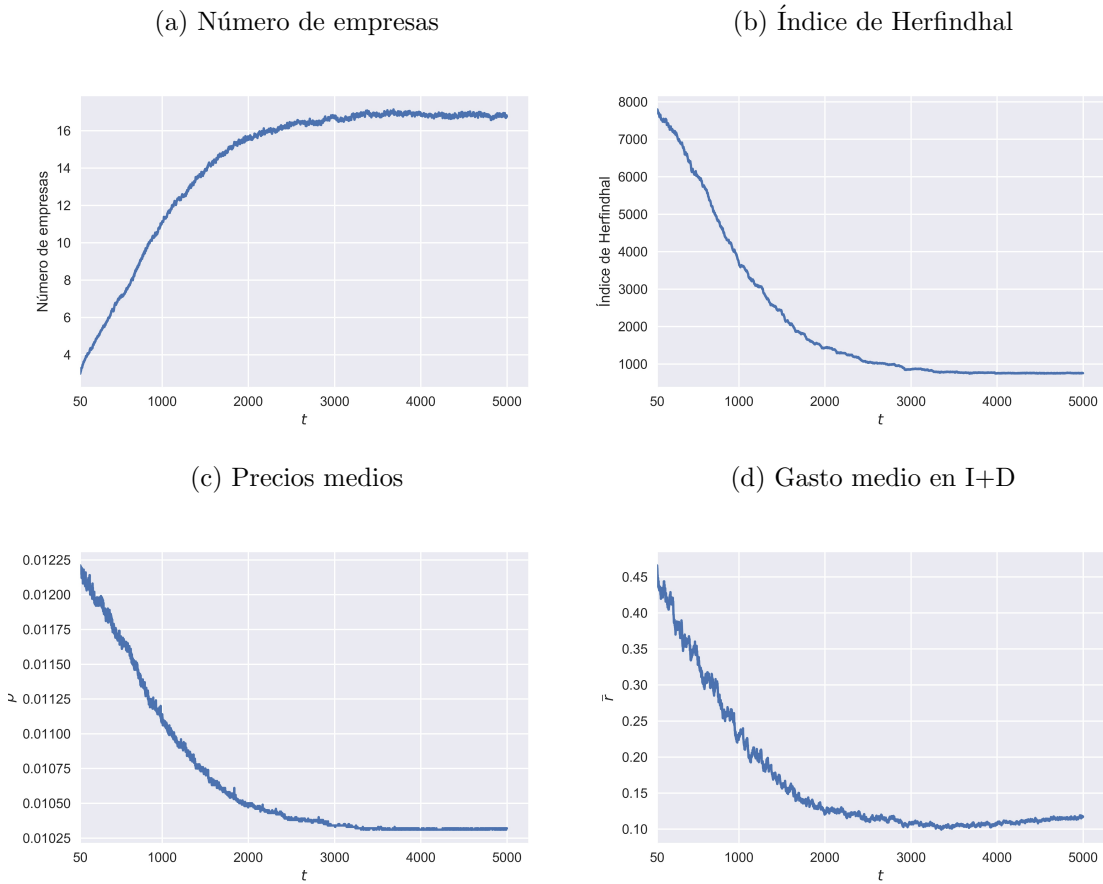 (a) Número de empresas
(b) Índice de Herfindhal
Número de empresas
16
14
12
10
8
6
4
50 1000 2000 3000 4000 5000
t
Índice de Herfindhal
8000
7000
6000
5000
4000
3000
2000
1000
50 1000 2000 3000 4000 5000
t
(c) Precios medios
(d) Gasto medio en I+D
0.01225
0.01200
0.01175
0.01150
0.01125
0.01100
0.01075
0.01050
0.01025
50 1000 2000 3000 4000 5000
t
r̄
0.45
0.40
0.35
0.30
0.25
0.20
0.15
0.10
50 1000 2000 3000 4000 5000
t